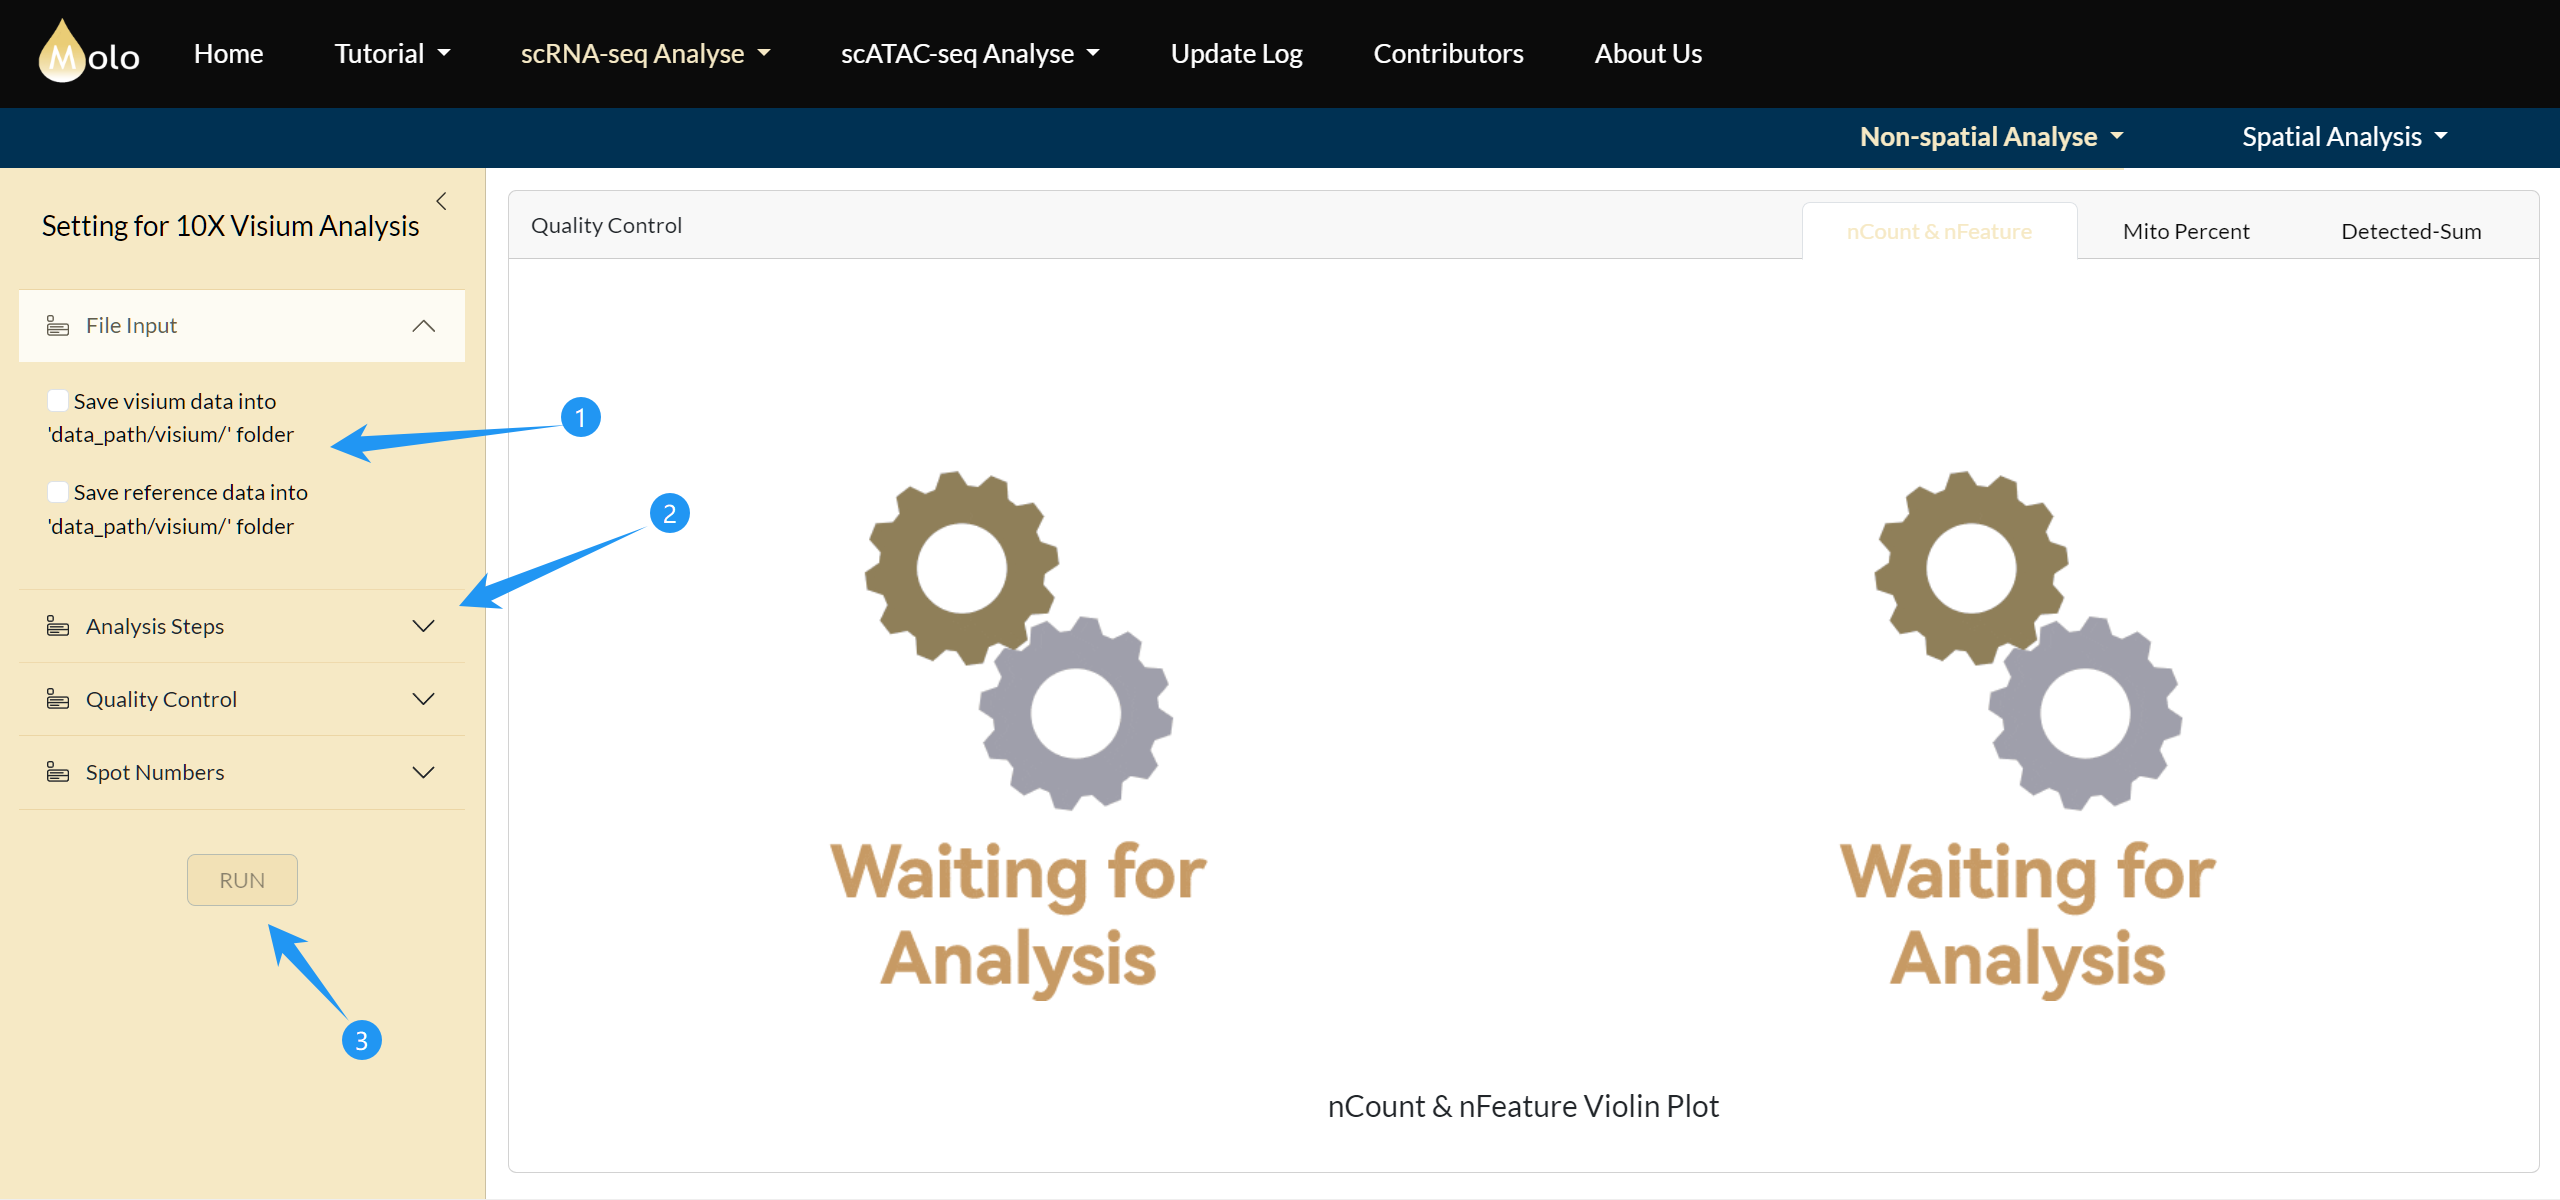 Molo
Home
Tutorial
scRNA-seq Analyse
scATAC-seq Analyse
Update Log
Contributors
About Us
Non-spatial Analyse
Spatial Analysis
Setting for 10X Visium Analysis
File Input
Save visium data into
'data_path/visium/' folder
Save reference data into
'data_path/visium/' folder
Analysis Steps
Quality Control
Spot Numbers
RUN
1
2
3
Quality Control
nCount & nFeature
Mito Percent
Detected-Sum
Waiting for
Analysis
Waiting for
Analysis
nCount & nFeature Violin Plot